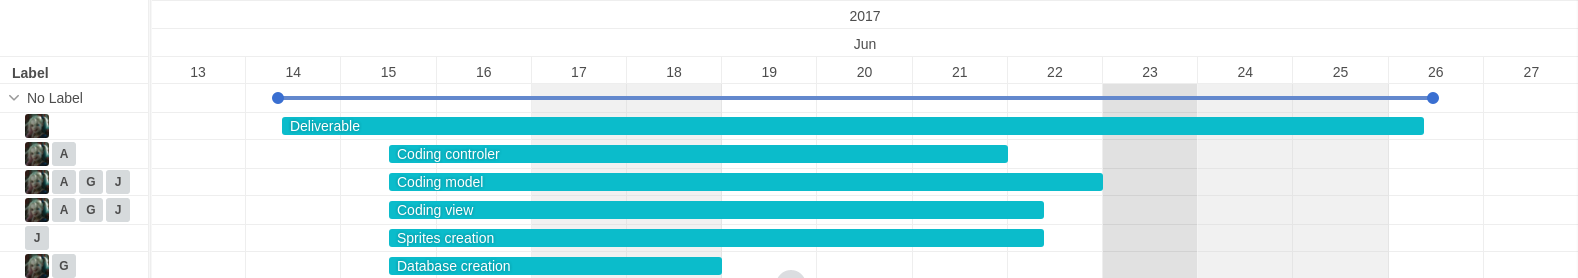 2017
Jun
Label 13 14 15 16 17 18 19 20 21 22 23 24 25 26 27
No Label
Deliverable
A Coding controler
A G J Coding model
A G J Coding view
J Sprites creation
G Database creation